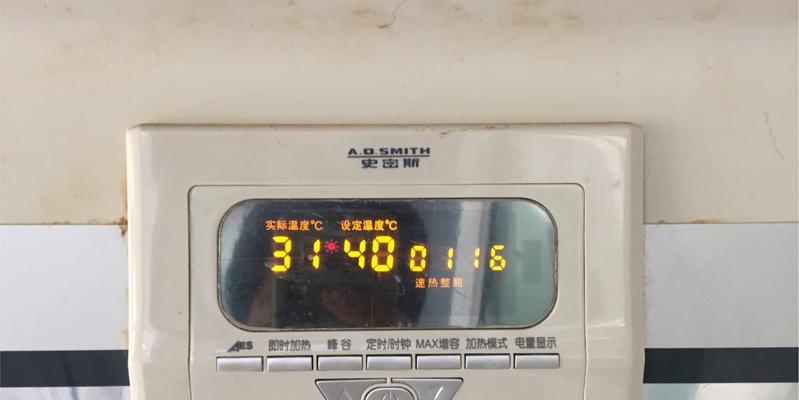 A.O.SMITH
史密斯
实际温度℃ 设定温度℃
31 40 0116
速热整胆
AES 即时加热 峰谷 定时/时钟 MAX增容 加热模式 电量显示